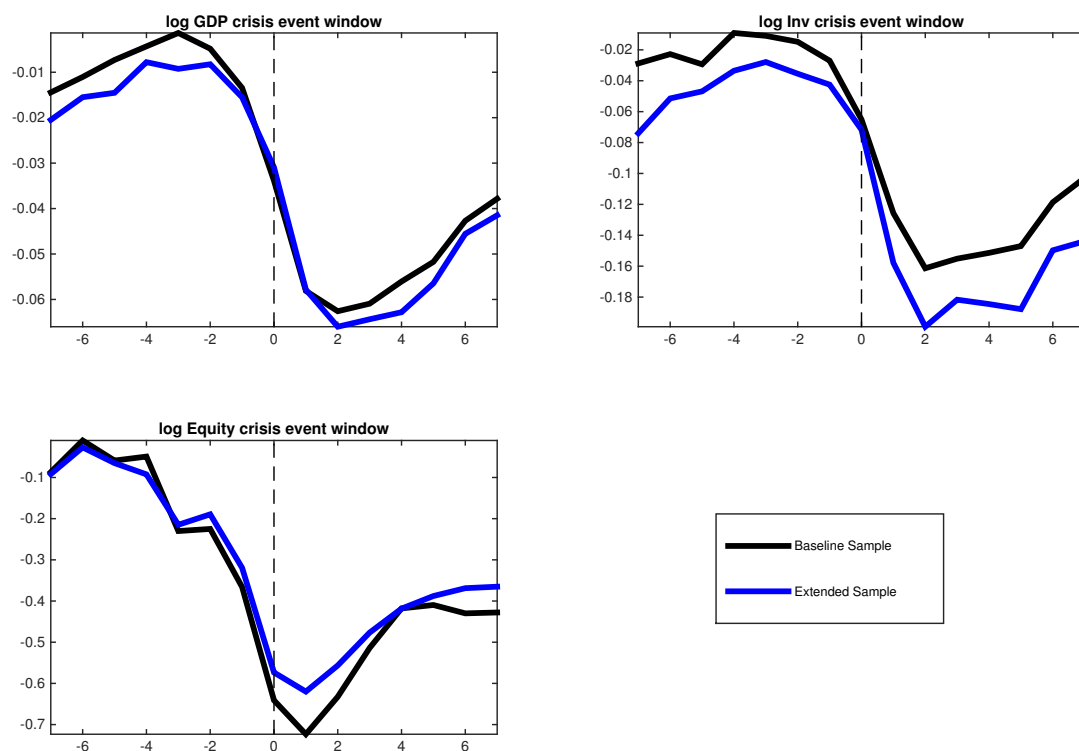 log GDP crisis event window
-0.01
-0.02
-0.03
-0.04
-0.05
-0.06
-6 -4 -2 0 2 4 6
log Inv crisis event window
-0.02
-0.04
-0.06
-0.08
-0.1
-0.12
-0.14
-0.16
-0.18
-6 -4 -2 0 2 4 6
log Equity crisis event window
-0.1
-0.2
-0.3
-0.4
-0.5
-0.6
-0.7
-6 -4 -2 0 2 4 6
Baseline Sample
Extended Sample